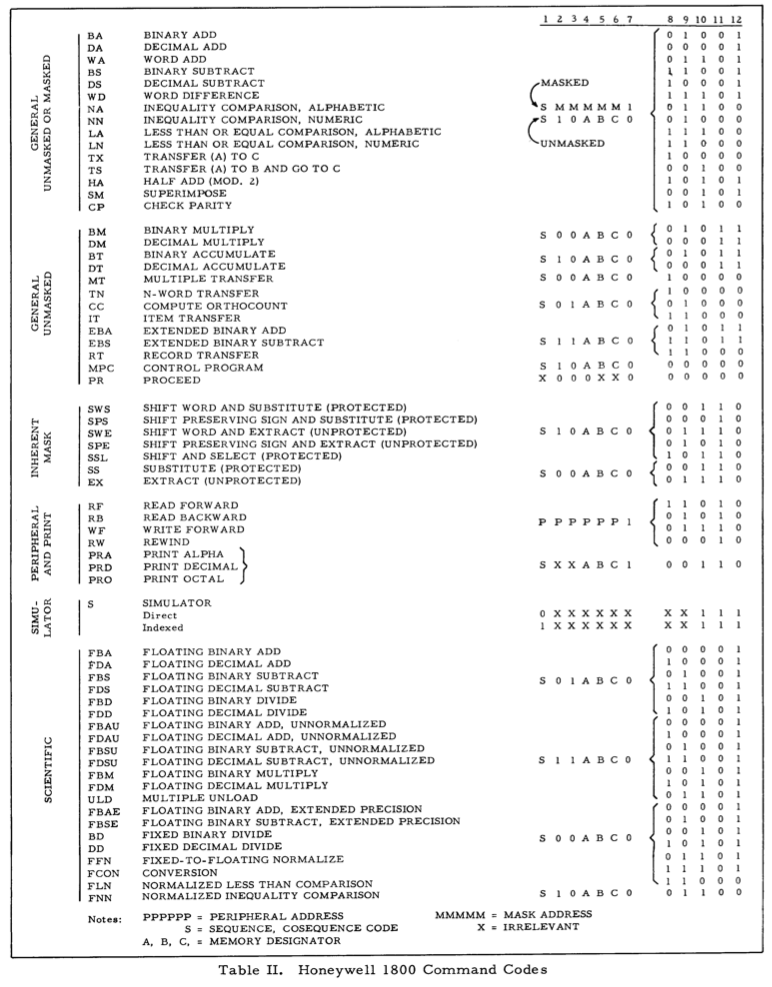 1 2 3 4 5 6 7 8 9 10 11 12
GENERAL
UNMASKED OR MASKED
BA BINARY ADD 0 1 0 0 1
DA DECIMAL ADD 0 0 0 0 1
WA WORD ADD 0 1 1 0 1
BS BINARY SUBTRACT 1 1 0 0 1
DS DECIMAL SUBTRACT MASKED 1 0 0 0 1
WD WORD DIFFERENCE 1 1 1 0 1
NA INEQUALITY COMPARISON, ALPHABETIC S M M M M M 1 0 1 1 0 0
NN INEQUALITY COMPARISON, NUMERIC S 1 0 A B C 0 0 1 0 0 0
LA LESS THAN OR EQUAL COMPARISON, ALPHABETIC 1 1 1 0 0
LN LESS THAN OR EQUAL COMPARISON, NUMERIC UNMASKED 1 1 0 0 0
TX TRANSFER (A) TO C 1 0 0 0 0
TS TRANSFER (A) TO B AND GO TO C 0 0 1 0 0
HA HALF ADD (MOD. 2) 1 0 1 0 1
SM SUPERIMPOSE 0 0 1 0 1
CP CHECK PARITY 1 0 1 0 0
GENERAL
UNMASKED
BM BINARY MULTIPLY S 0 0 A B C 0 0 1 0 1 1
DM DECIMAL MULTIPLY 0 0 0 1 1
BT BINARY ACCUMULATE S 1 0 A B C 0 0 1 0 1 1
DT DECIMAL ACCUMULATE 0 0 0 1 1
MT MULTIPLE TRANSFER S 0 0 A B C 0 1 0 0 0 0
TN N-WORD TRANSFER 1 0 0 0 0
CC COMPUTE ORTHOCOUNT S 0 1 A B C 0 0 1 0 0 0
IT ITEM TRANSFER 1 1 0 0 0
EBA EXTENDED BINARY ADD 0 1 0 1 1
EBS EXTENDED BINARY SUBTRACT S 1 1 A B C 0 1 1 0 1 1
RT RECORD TRANSFER 1 1 0 0 0
MPC CONTROL PROGRAM S 1 0 A B C 0 0 0 0 0 0
PR PROCEED X 0 0 0 X X 0 0 0 0 0 0
INHERENT
MASK
SWS SHIFT WORD AND SUBSTITUTE (PROTECTED) 0 0 1 1 0
SPS SHIFT PRESERVING SIGN AND SUBSTITUTE (PROTECTED) 0 0 0 1 0
SWE SHIFT WORD AND EXTRACT (UNPROTECTED) S 1 0 A B C 0 0 1 1 1 0
SPE SHIFT PRESERVING SIGN AND EXTRACT (UNPROTECTED) 0 1 0 1 0
SSL SHIFT AND SELECT (PROTECTED) 1 0 1 1 0
SS SUBSTITUTE (PROTECTED) S 0 0 A B C 0 0 0 1 1 0
EX EXTRACT (UNPROTECTED) 0 1 1 1 0
PERIPHERAL
AND PRINT
RF READ FORWARD 1 1 0 1 0
RB READ BACKWARD P P P P P P 1 0 1 0 1 0
WF WRITE FORWARD 0 1 1 1 0
RW REWIND 0 0 0 1 0
PRA PRINT ALPHA
PRD PRINT DECIMAL S X X A B C 1 0 0 1 1 0
PRO PRINT OCTAL
SIMU-
LATOR
S SIMULATOR
Direct 0 X X X X X X X X 1 1 1
Indexed 1 X X X X X X X X 1 1 1
SCIENTIFIC
FBA FLOATING BINARY ADD 0 0 0 0 1
FDA FLOATING DECIMAL ADD 1 0 0 0 1
FBS FLOATING BINARY SUBTRACT S 0 1 A B C 0 0 1 0 0 1
FDS FLOATING DECIMAL SUBTRACT 1 1 0 0 1
FBD FLOATING BINARY DIVIDE 0 0 1 0 1
FDD FLOATING DECIMAL DIVIDE 1 0 1 0 1
FBAU FLOATING BINARY ADD, UNNORMALIZED 0 0 0 0 1
FDAU FLOATING DECIMAL ADD, UNNORMALIZED 1 0 0 0 1
FBSU FLOATING BINARY SUBTRACT, UNNORMALIZED 0 1 0 0 1
FDSU FLOATING DECIMAL SUBTRACT, UNNORMALIZED S 1 1 A B C 0 1 1 0 0 1
FBM FLOATING BINARY MULTIPLY 0 0 1 0 1
FDM FLOATING DECIMAL MULTIPLY 1 0 1 0 1
ULD MULTIPLE UNLOAD 0 1 1 0 1
FBAE FLOATING BINARY ADD, EXTENDED PRECISION 0 0 0 0 1
FBSE FLOATING BINARY SUBTRACT, EXTENDED PRECISION 0 1 0 0 1
BD FIXED BINARY DIVIDE S 0 0 A B C 0 0 0 1 0 1
DD FIXED DECIMAL DIVIDE 1 0 1 0 1
FFN FIXED-TO-FLOATING NORMALIZE 0 1 1 0 1
FCON CONVERSION 1 1 1 0 1
FLN NORMALIZED LESS THAN COMPARISON 1 1 0 0 0
FNN NORMALIZED INEQUALITY COMPARISON S 1 0 A B C 0 0 1 1 0 0
Notes: PPPPPP = PERIPHERAL ADDRESS MMMMM = MASK ADDRESS
S = SEQUENCE, COSEQUENCE CODE X = IRRELEVANT
A, B, C, = MEMORY DESIGNATOR
Table II. Honeywell 1800 Command Codes